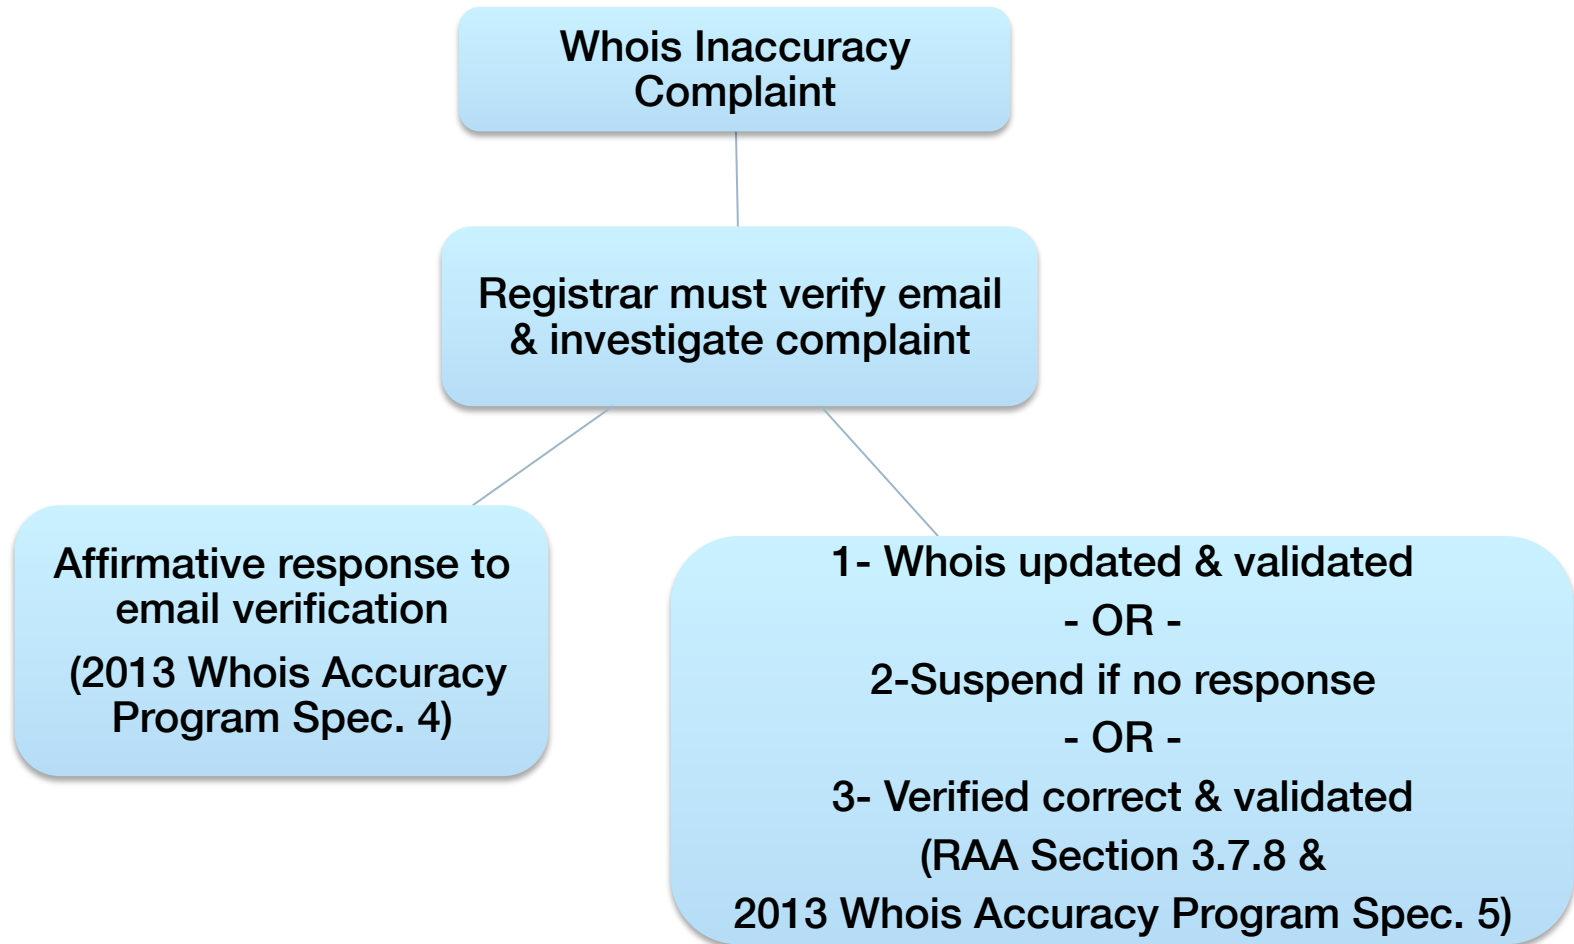 Whois Inaccuracy
Complaint
Registrar must verify email
& investigate complaint
Affirmative response to
email verification
(2013 Whois Accuracy
Program Spec. 4)
1- Whois updated & validated
- OR -
2-Suspend if no response
- OR -
3- Verified correct & validated
(RAA Section 3.7.8 &
2013 Whois Accuracy Program Spec. 5)